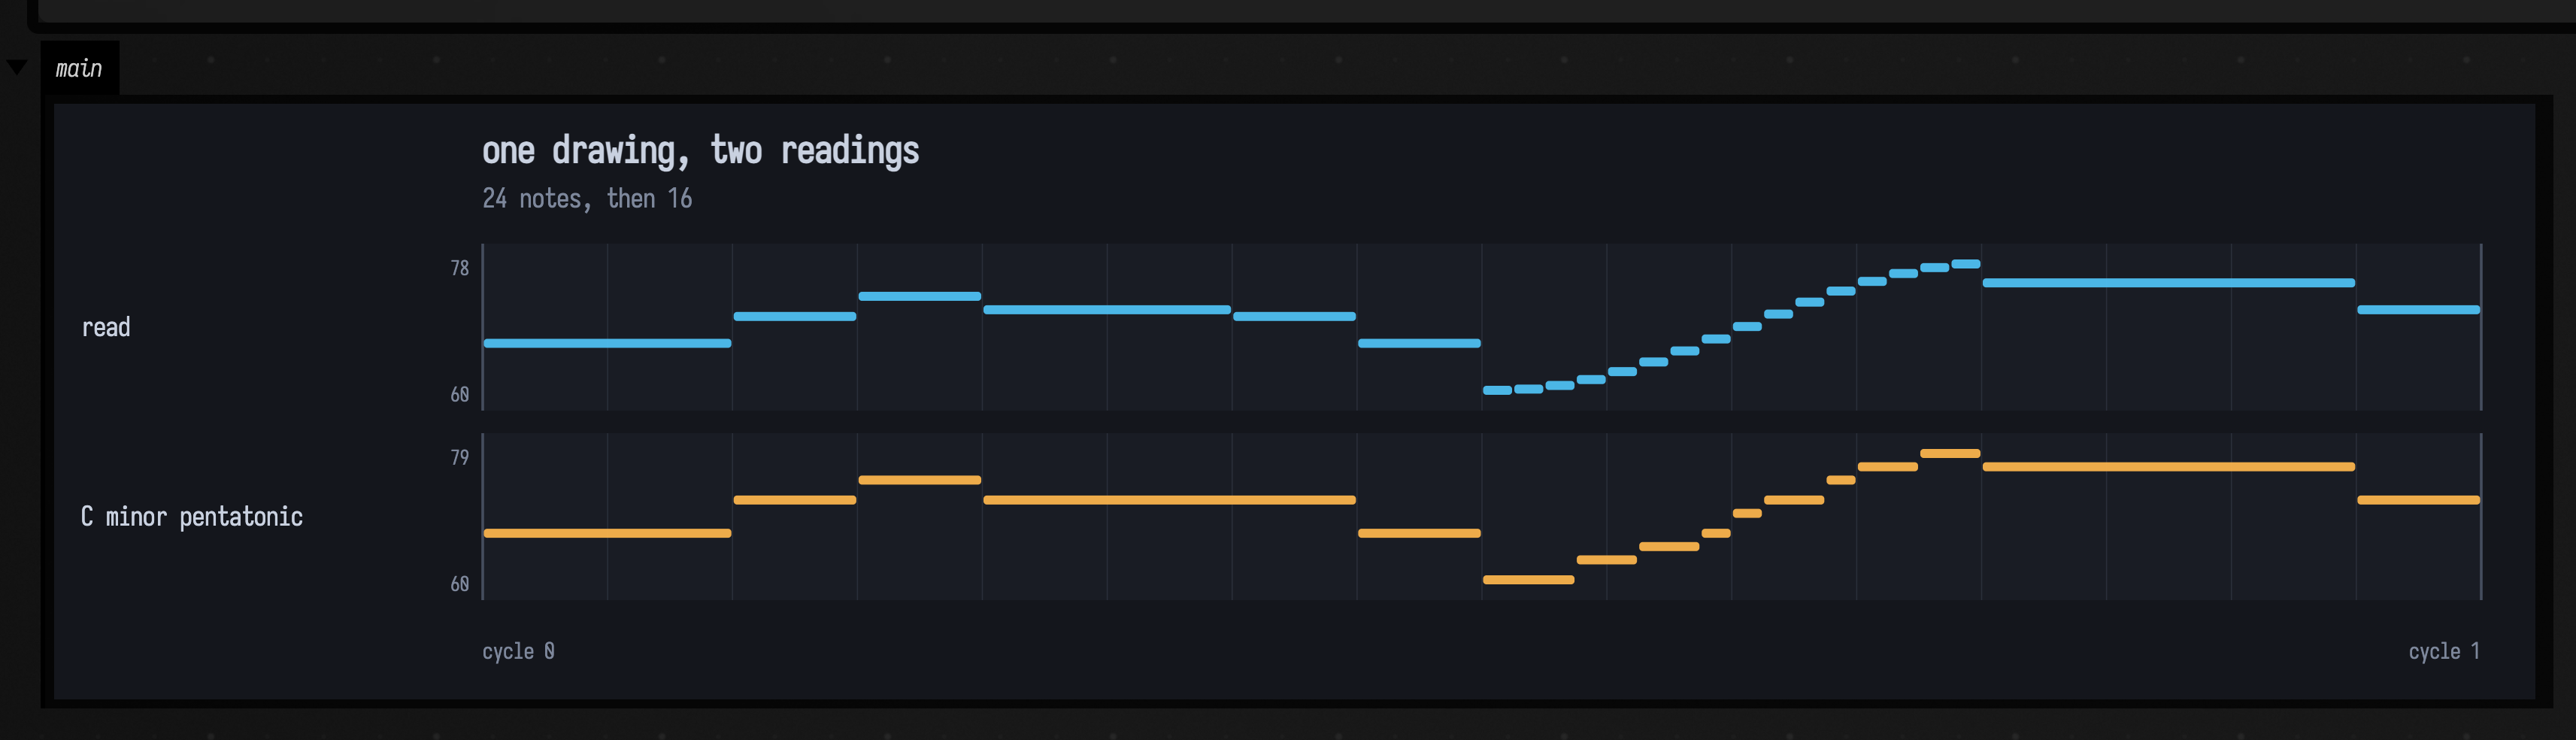 main
one drawing, two readings
24 notes, then 16
78
read
60
79
C minor pentatonic
60
cycle 0
cycle 1